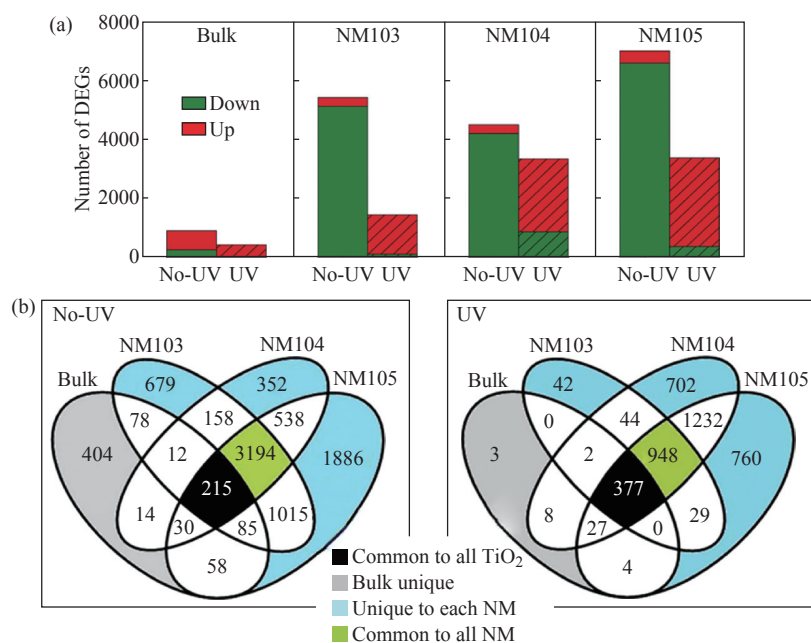 (a)
Bulk NM103 NM104 NM105
8000
6000
4000
2000
0
Number of DEGs
Down
Up
No-UV UV No-UV UV No-UV UV No-UV UV
(b)
No-UV
NM103 NM104
Bulk NM105
679 352
78 158 538
404 12 3194 1886
215
14 30 85 1015
58
UV
NM103 NM104
Bulk NM105
42 702
0 44 1232
3 2 948 760
377
8 27 0 29
4
Common to all TiO₂
Bulk unique
Unique to each NM
Common to all NM